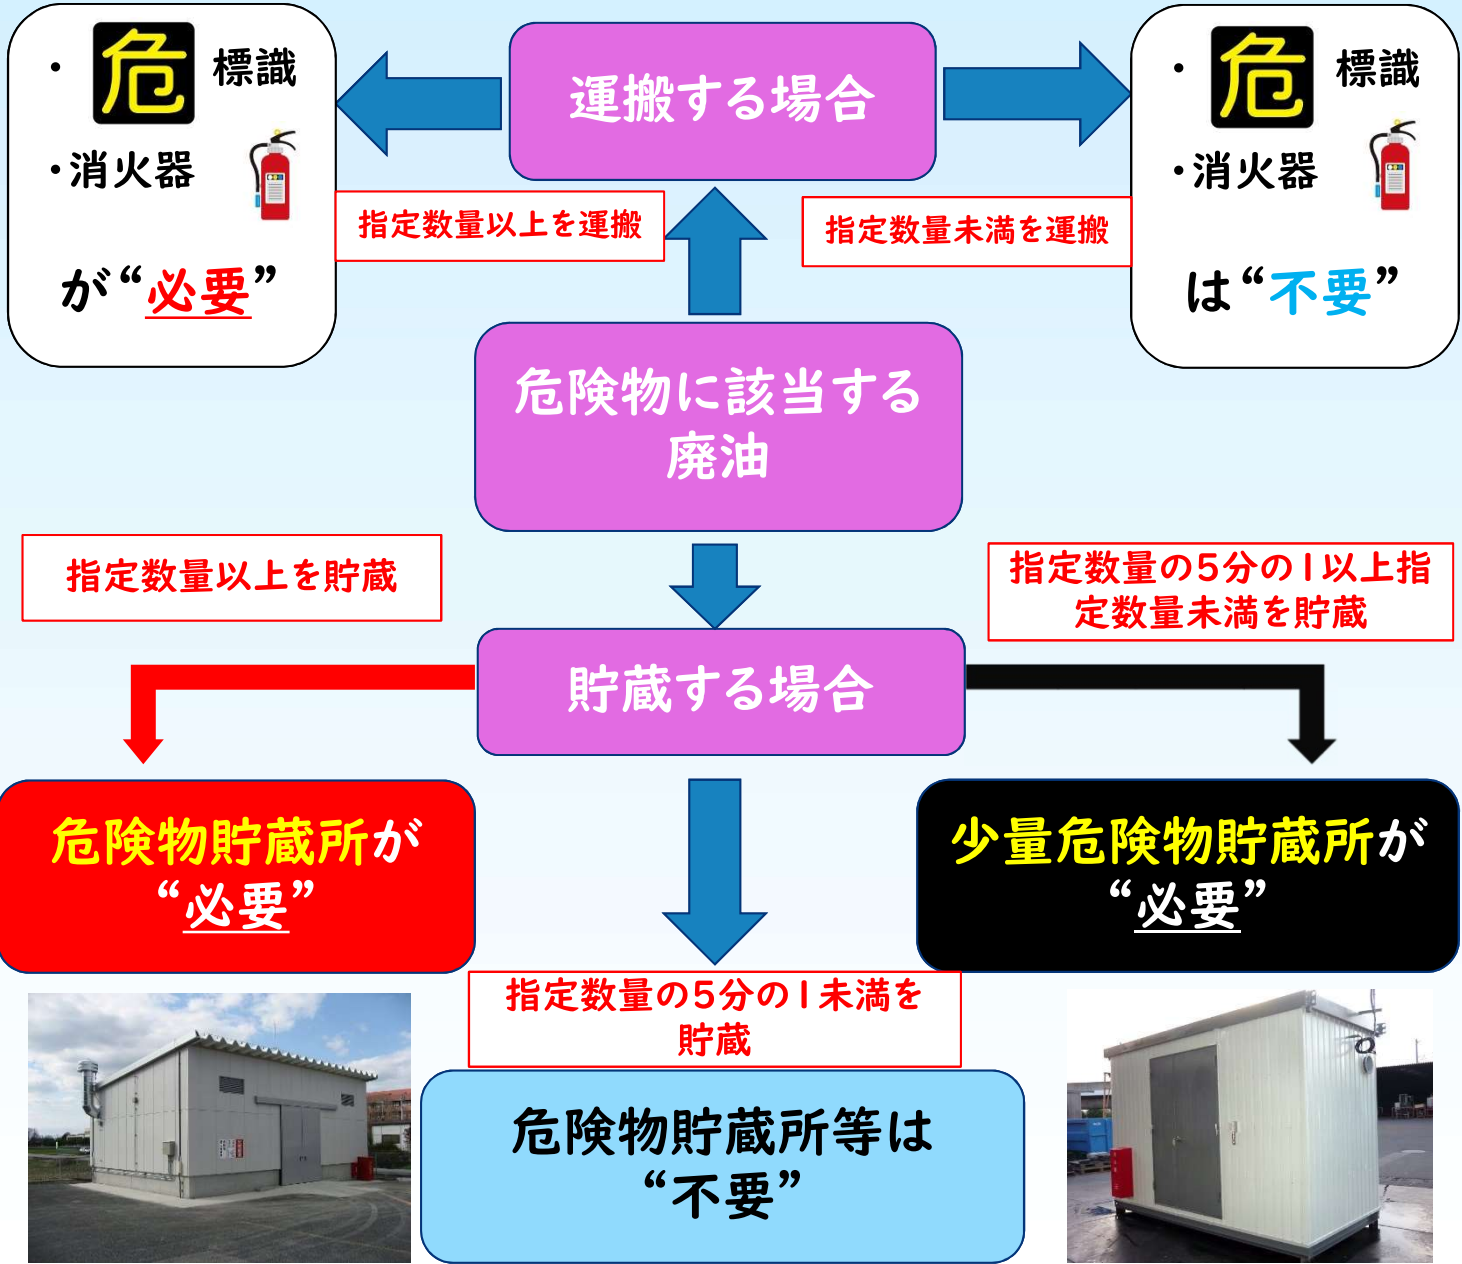 ・危 標識
・消火器
が“必要”
運搬する場合
・危 標識
・消火器
は“不要”
指定数量以上を運搬
指定数量未満を運搬
危険物に該当する
廃油
指定数量以上を貯蔵
指定数量の5分の1以上指
定数量未満を貯蔵
貯蔵する場合
危険物貯蔵所が
“必要”
少量危険物貯蔵所が
“必要”
指定数量の5分の1未満を
貯蔵
危険物貯蔵所等は
“不要”